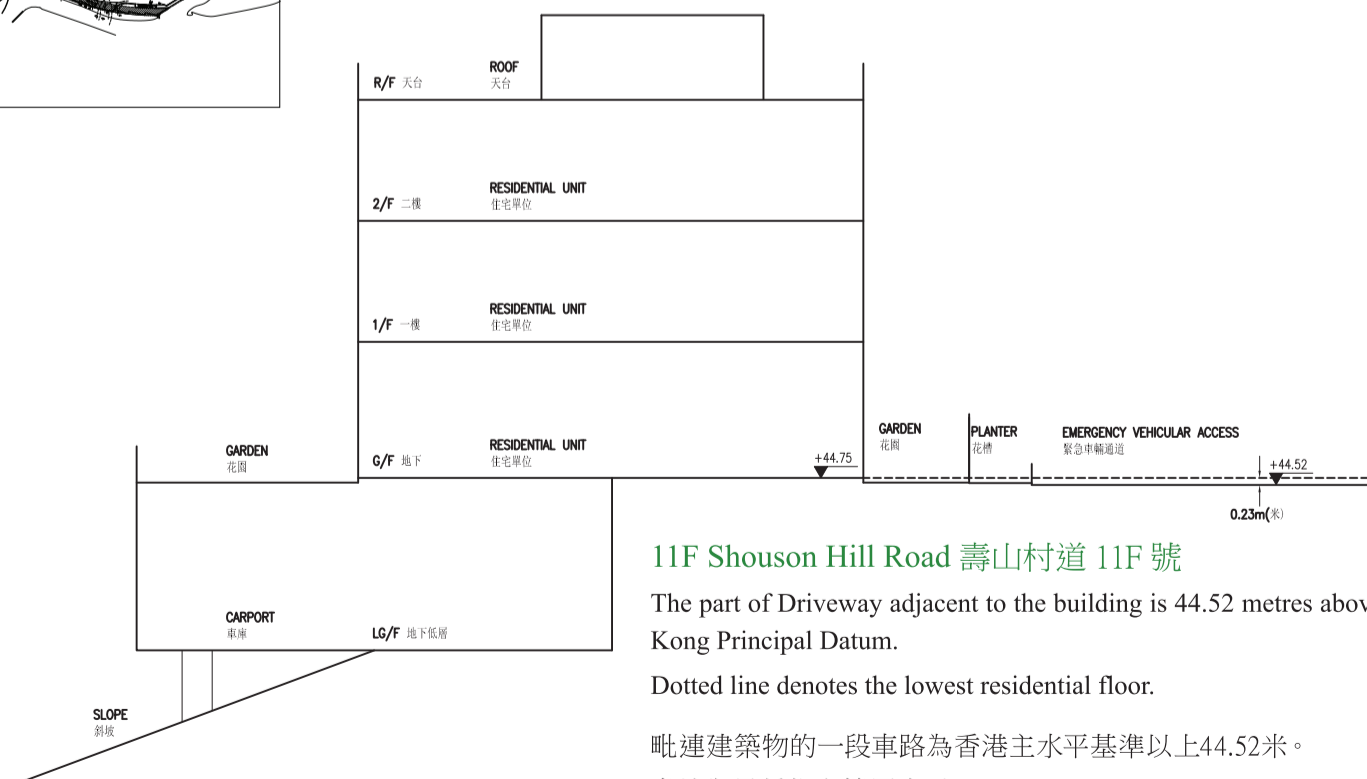 R/F 天台
ROOF
天台
2/F 二樓
RESIDENTIAL UNIT
住宅單位
1/F 一樓
RESIDENTIAL UNIT
住宅單位
GARDEN
花園
G/F 地下
RESIDENTIAL UNIT
住宅單位
+44.75
GARDEN
花園
PLANTER
花槽
EMERGENCY VEHICULAR ACCESS
緊急車輛通道
+44.52
0.23m(米)
CARPORT
車庫
LG/F 地下低層
SLOPE
斜坡
11F Shouson Hill Road 壽山村道 11F 號
The part of Driveway adjacent to the building is 44.52 metres abov
Kong Principal Datum.
Dotted line denotes the lowest residential floor.
毗連建築物的一段車路為香港主水平基準以上44.52米。